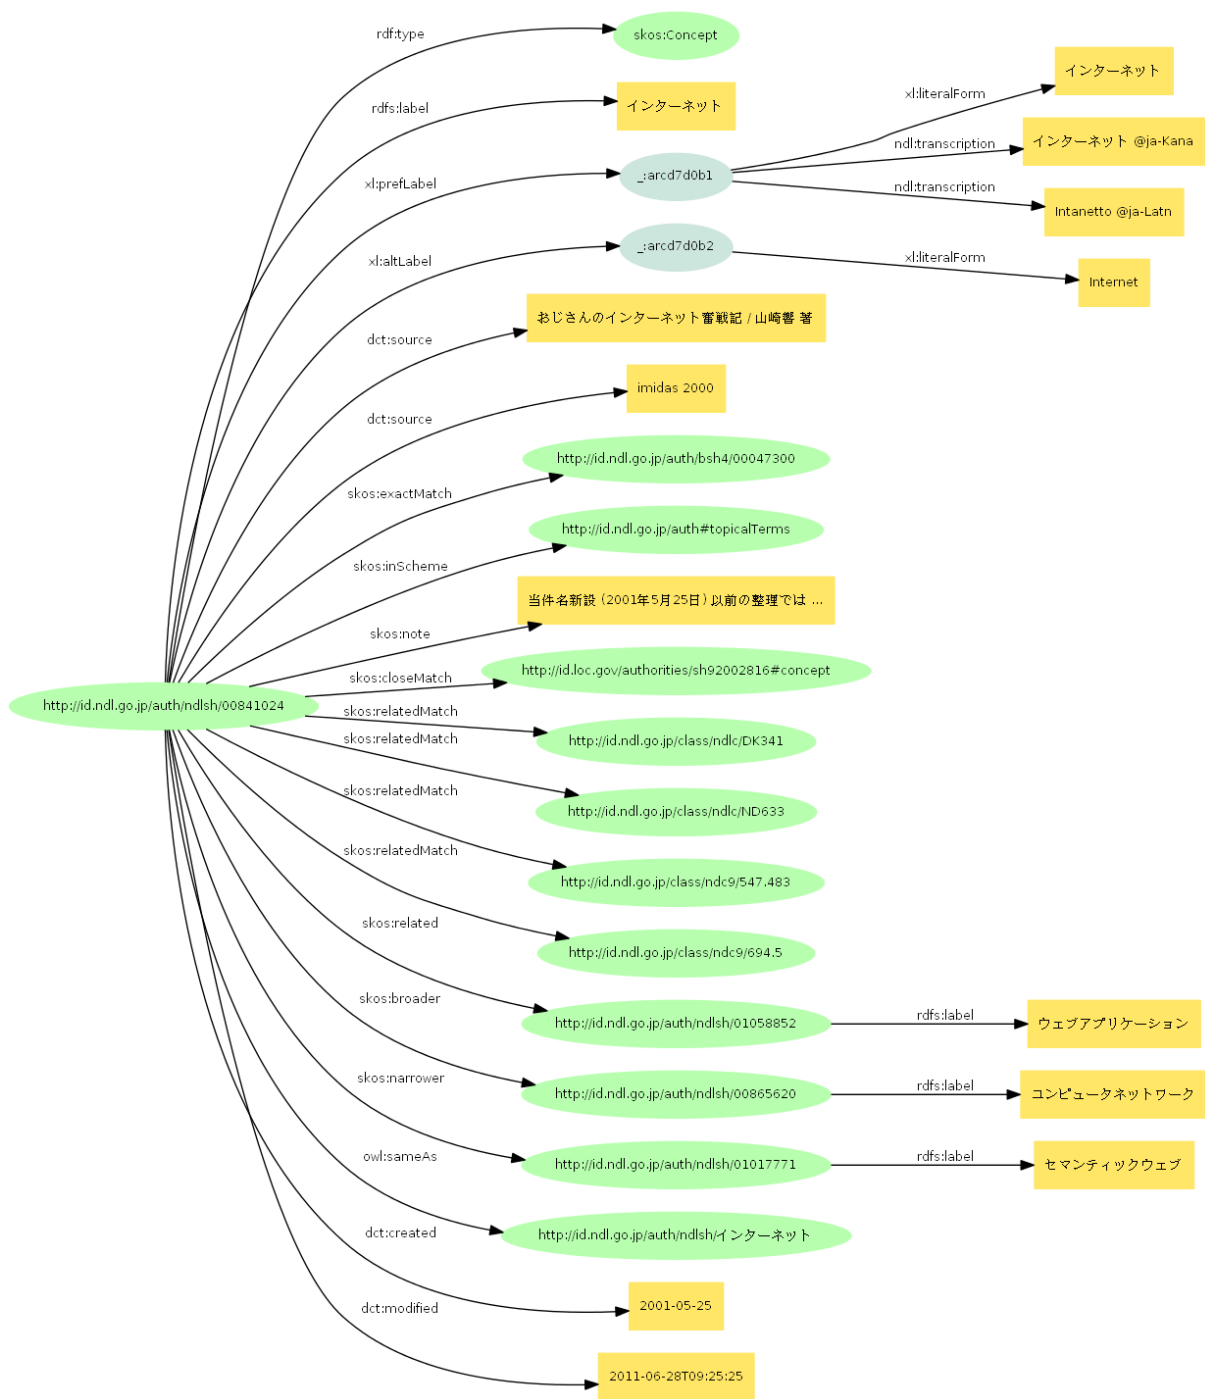 rdf:type
skos:Concept
rdfs:label
インターネット
xl:prefLabel
_:arcd7d0b1
xl:literalForm
インターネット
ndl:transcription
インターネット @ja-Kana
ndl:transcription
Intanetto @ja-Latn
xl:altLabel
_:arcd7d0b2
xl:literalForm
Internet
dct:source
おじさんのインターネット奮戦記 / 山崎響 著
dct:source
imidas 2000
skos:exactMatch
http://id.ndl.go.jp/auth/bsh4/00047300
skos:inScheme
http://id.ndl.go.jp/auth#topicalTerms
skos:note
当件名新設 (2001年5月25日) 以前の整理では ...
http://id.ndl.go.jp/auth/ndlsh/00841024
skos:closeMatch
http://id.loc.gov/authorities/sh92002816#concept
skos:relatedMatch
http://id.ndl.go.jp/class/ndlc/DK341
skos:relatedMatch
http://id.ndl.go.jp/class/ndlc/ND633
skos:relatedMatch
http://id.ndl.go.jp/class/ndc9/547.483
skos:relatedMatch
http://id.ndl.go.jp/class/ndc9/694.5
skos:related
http://id.ndl.go.jp/auth/ndlsh/01058852
rdfs:label
ウェブアプリケーション
skos:broader
http://id.ndl.go.jp/auth/ndlsh/00865620
rdfs:label
コンピュータネットワーク
skos:narrower
http://id.ndl.go.jp/auth/ndlsh/01017771
rdfs:label
セマンティックウェブ
owl:sameAs
http://id.ndl.go.jp/auth/ndlsh/インターネット
dct:created
2001-05-25
dct:modified
2011-06-28T09:25:25